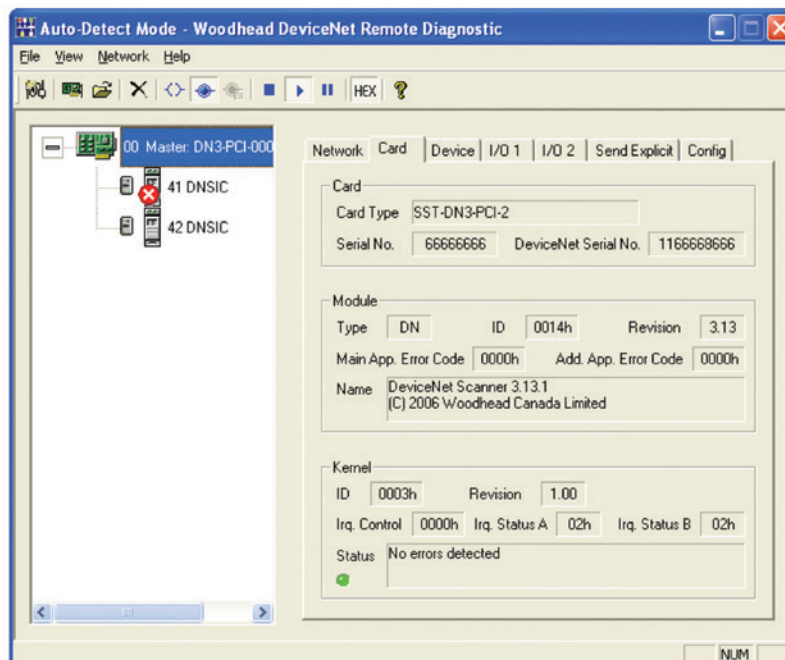 Auto-Detect Mode - Woodhead DeviceNet Remote Diagnostic
File View Network Help
HEX
00 Master: DN3-PCI-000
41 DNSIC
42 DNSIC
Network Card Device I/O 1 I/O 2 Send Explicit Config
Card
Card Type SST-DN3-PCI-2
Serial No. 66666666 DeviceNet Serial No. 1166668666
Module
Type DN ID 0014h Revision 3.13
Main App. Error Code 0000h Add. App. Error Code 0000h
Name DeviceNet Scanner 3.13.1
(C) 2006 Woodhead Canada Limited
Kernel
ID 0003h Revision 1.00
Irq. Control 0000h Irq. Status A 02h Irq. Status B 02h
Status No errors detected
NUM